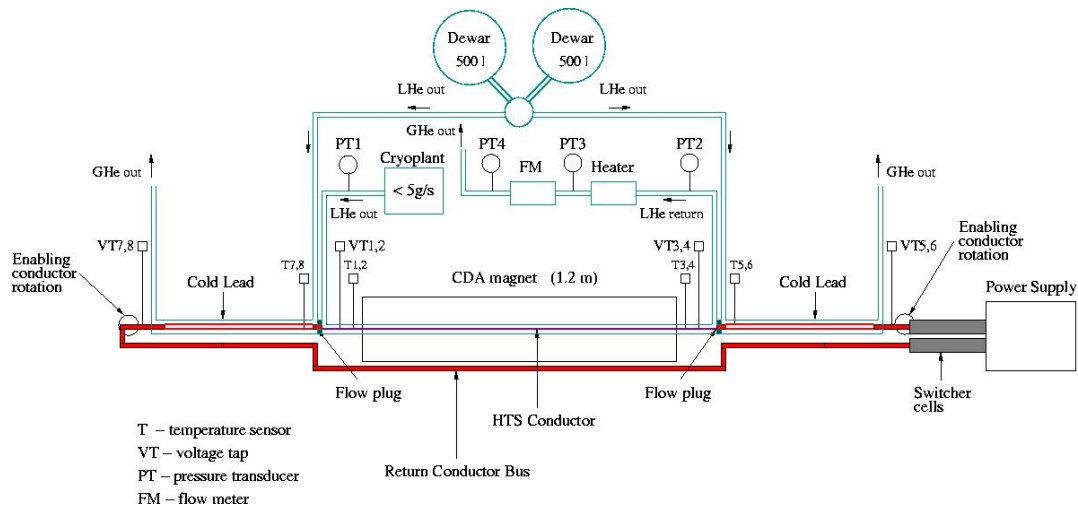 Dewar
500 l
Dewar
500 l
LHe out
LHe out
GHe out
PT1
PT4
PT3
PT2
Cryoplant
FM
Heater
< 5g/s
GHe out
GHe out
LHe out
LHe return
VT7,8
VT1,2
VT3,4
VT5,6
Enabling
conductor
rotation
Enabling
conductor
rotation
T7,8
T1,2
T3,4
T5,6
Cold Lead
CDA magnet (1.2 m)
Cold Lead
Power Supply
Flow plug
Flow plug
Switcher
cells
HTS Conductor
Return Conductor Bus
T – temperature sensor
VT – voltage tap
PT – pressure transducer
FM – flow meter